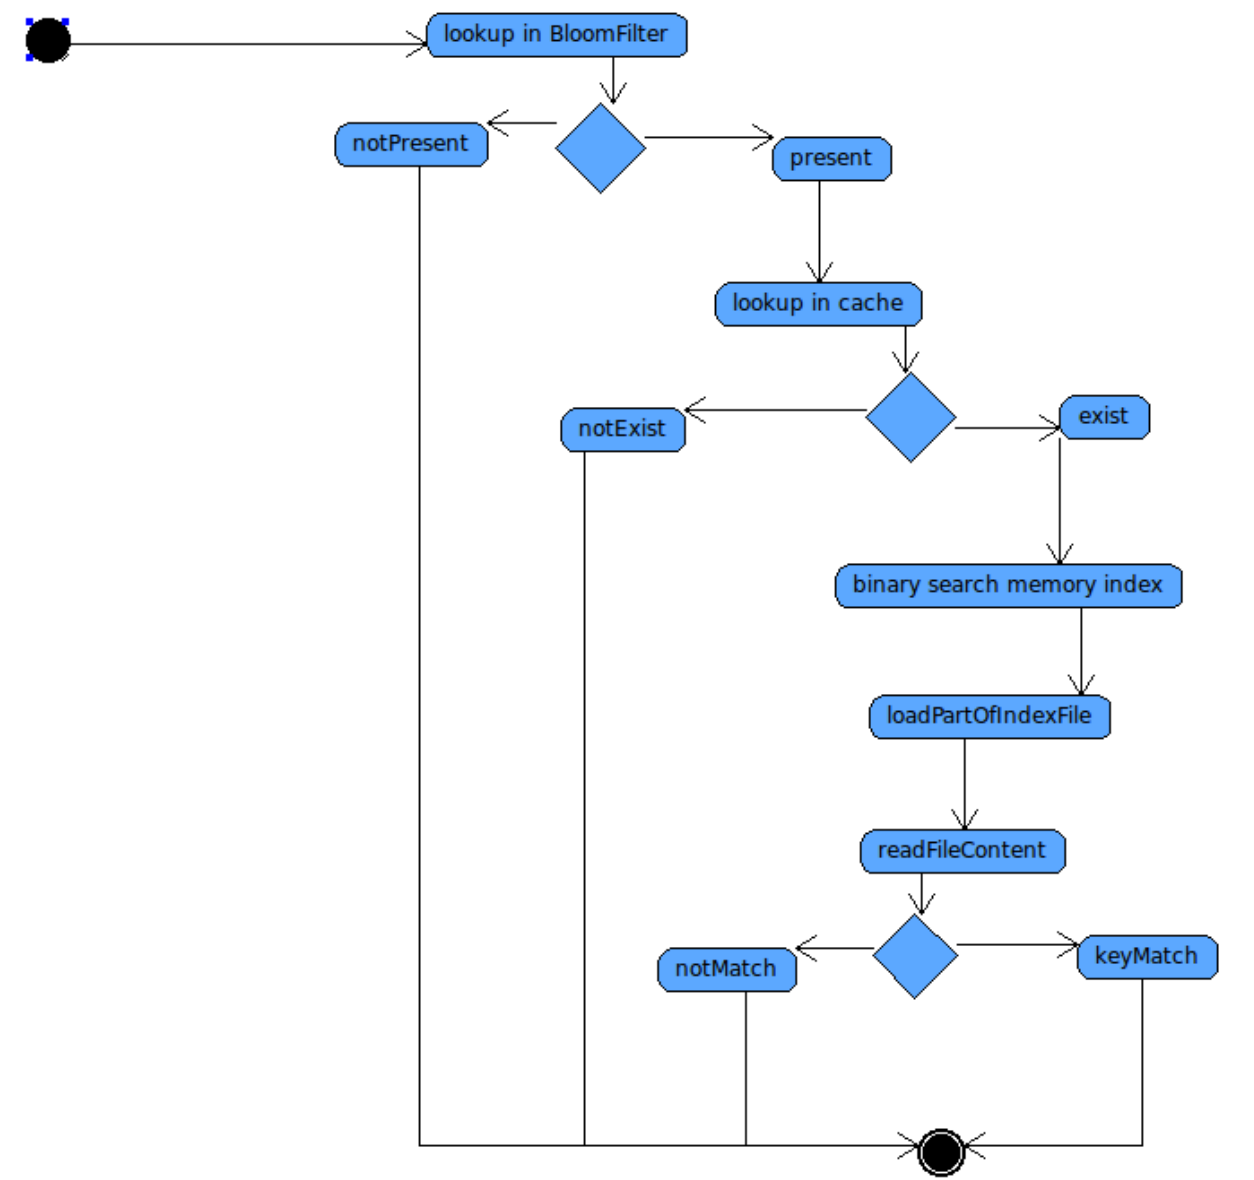 lookup in BloomFilter
notPresent
present
lookup in cache
notExist
exist
binary search memory index
loadPartOfIndexFile
readFileContent
notMatch
keyMatch